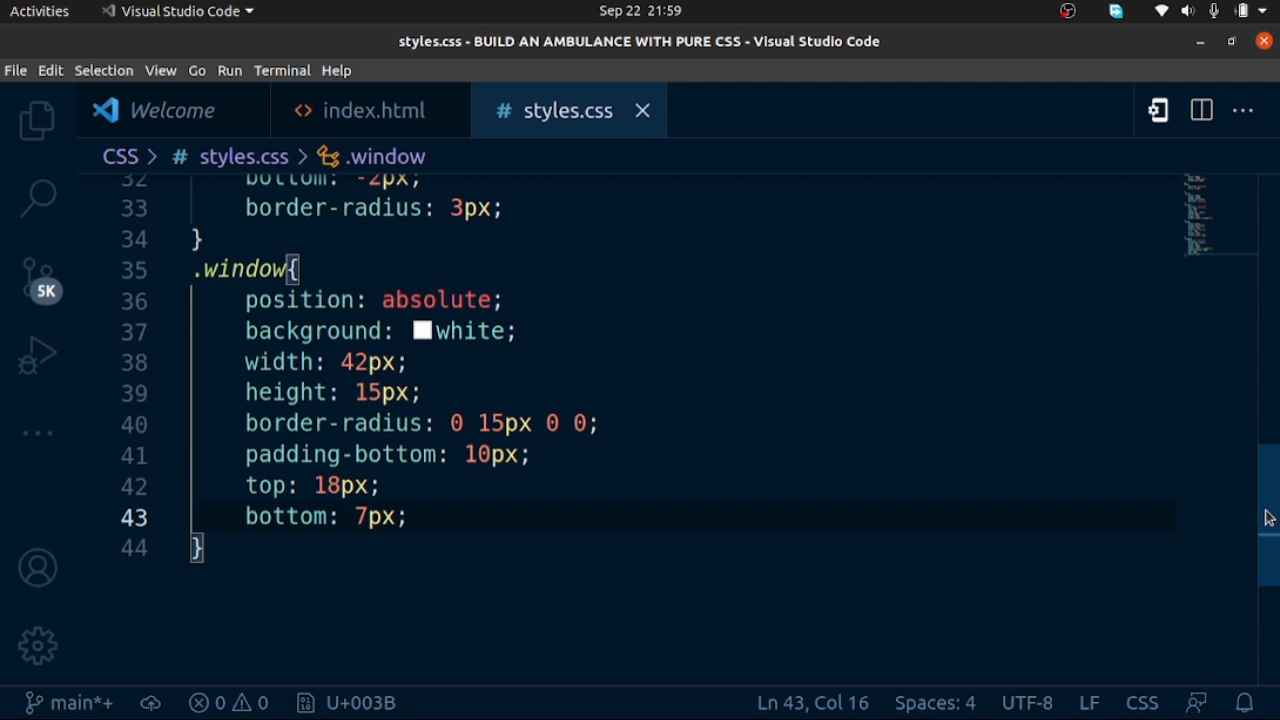 Activities Visual Studio Code Sep 22 21:59
styles.css - BUILD AN AMBULANCE WITH PURE CSS - Visual Studio Code
File Edit Selection View Go Run Terminal Help
Welcome <> index.html # styles.css
CSS > # styles.css > .window
32 bottom: -2px;
33 border-radius: 3px;
34 }
35 .window{
5K
36 position: absolute;
37 background: white;
38 width: 42px;
39 height: 15px;
40 border-radius: 0 15px 0 0;
41 padding-bottom: 10px;
42 top: 18px;
43 bottom: 7px;
44 }
main*+ 0 0 U+003B Ln 43, Col 16 Spaces: 4 UTF-8 LF CSS